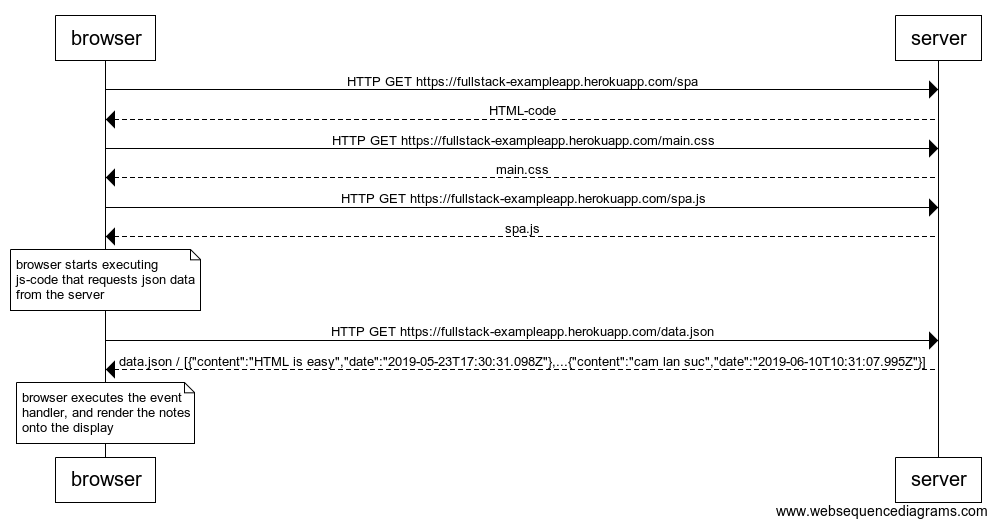 browser
server
HTTP GET https://fullstack-exampleapp.herokuapp.com/spa
HTML-code
HTTP GET https://fullstack-exampleapp.herokuapp.com/main.css
main.css
HTTP GET https://fullstack-exampleapp.herokuapp.com/spa.js
spa.js
browser starts executing
js-code that requests json data
from the server
HTTP GET https://fullstack-exampleapp.herokuapp.com/data.json
data.json / [{"content":"HTML is easy","date":"2019-05-23T17:30:31.098Z"},...{"content":"cam lan suc","date":"2019-06-10T10:31:07.995Z"}]
browser executes the event
handler, and render the notes
onto the display
browser
server
www.websequencediagrams.com